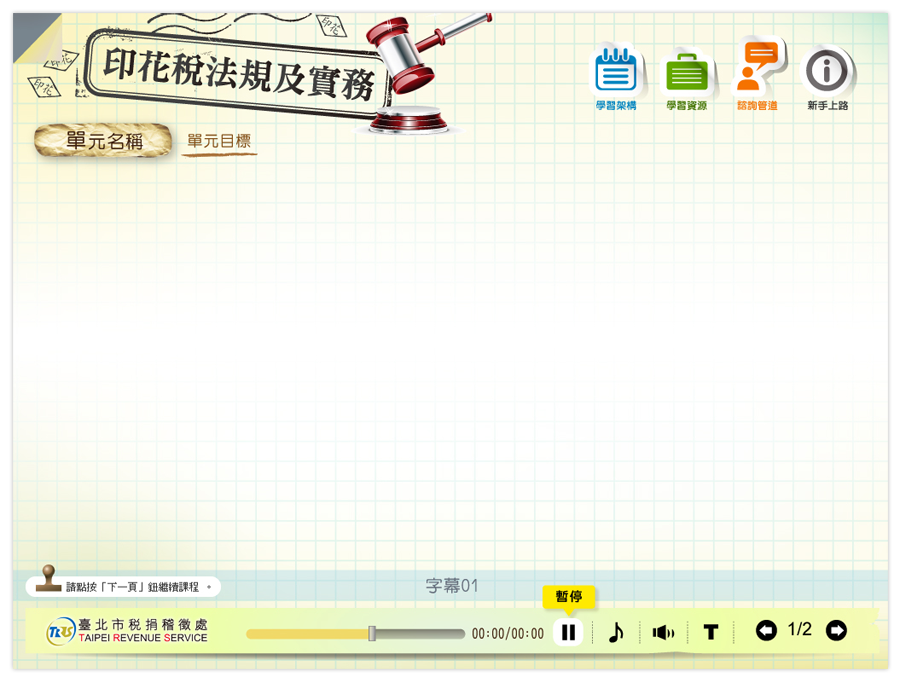 印花
印花
印花
印花稅法規及實務
學習架構
學習資源
諮詢管道
新手上路
單元名稱
單元目標
請點按「下一頁」鈕繼續課程 。
字幕01
暫停
臺北市稅捐稽徵處
TAIPEI REVENUE SERVICE
00:00/00:00
T
1/2